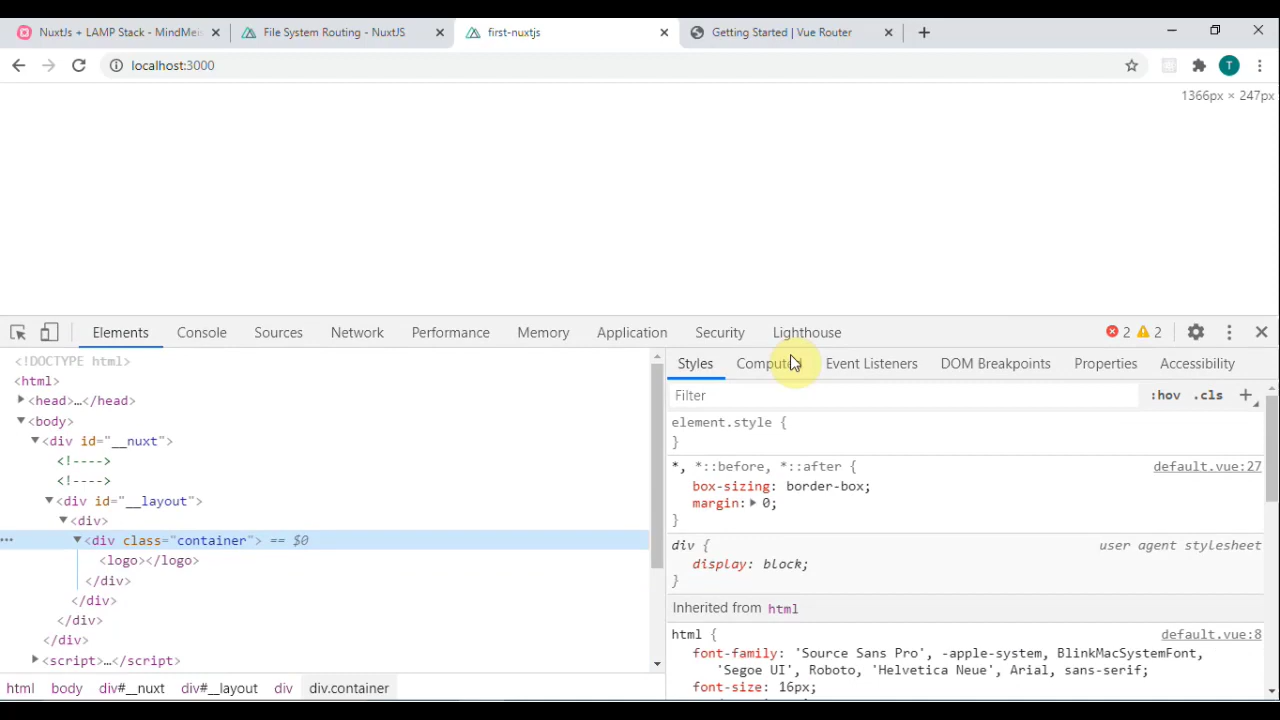 NuxtJs + LAMP Stack - MindMeis
File System Routing - NuxtJS
first-nuxtjs
Getting Started | Vue Router
localhost:3000
T
1366px × 247px
Elements
Console
Sources
Network
Performance
Memory
Application
Security
Lighthouse
2
2
<!DOCTYPE html>
<html>
<head>…</head>
<body>
<div id="__nuxt">
<!---->
<!---->
<div id="__layout">
<div>
<div class="container"> == $0
<logo></logo>
</div>
</div>
</div>
</div>
<script>…</script>
html
body
div#__nuxt
div#__layout
div
div.container
Styles
Event Listeners
DOM Breakpoints
Properties
Accessibility
Filter
:hov
.cls
element.style {
}
*, *::before, *::after {
default.vue:27
box-sizing: border-box;
margin: 0;
}
div {
user agent stylesheet
display: block;
}
Inherited from html
html {
default.vue:8
font-family: 'Source Sans Pro', -apple-system, BlinkMacSystemFont,
'Segoe UI', Roboto, 'Helvetica Neue', Arial, sans-serif;
font-size: 16px;